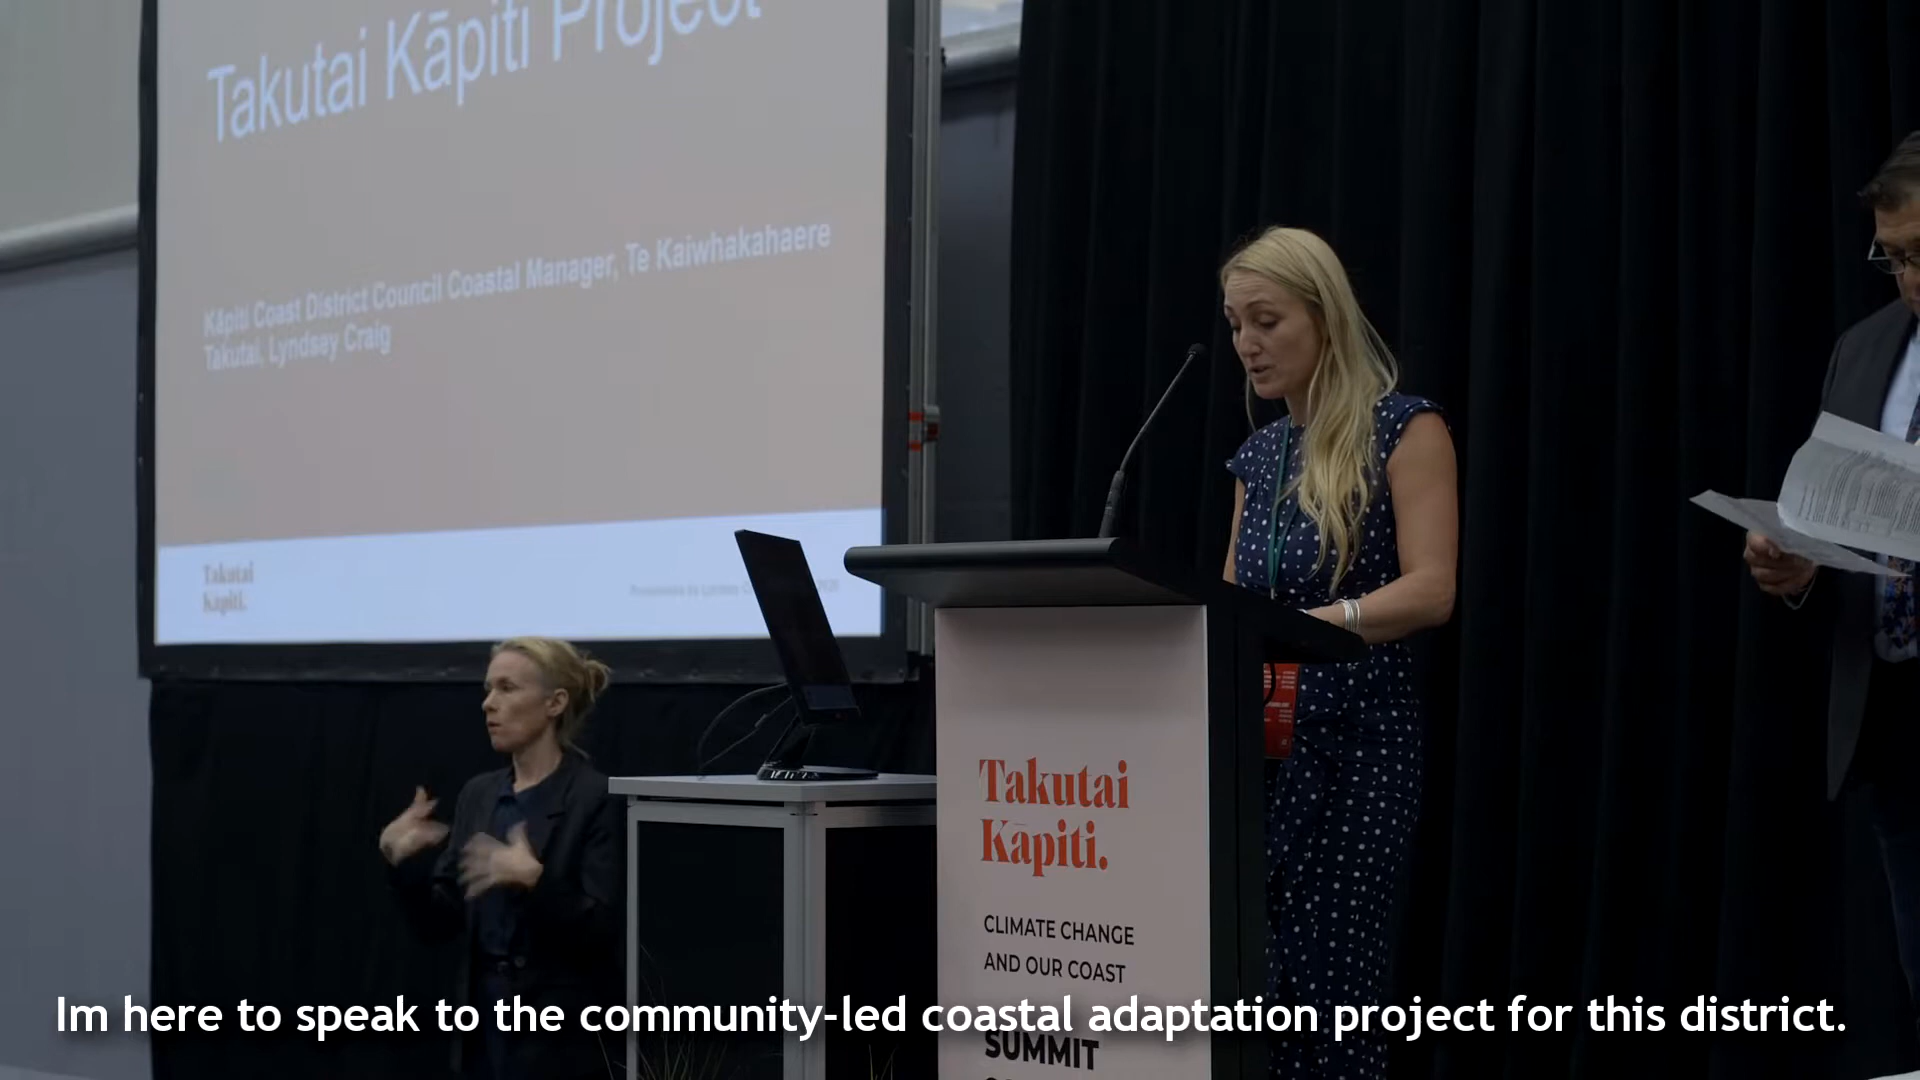 Takutai Kāpiti Project
Kāpiti Coast District Council Coastal Manager, Te Kaiwhakahaere
Takutai, Lyndsey Craig
Takutai
Kāpiti.
Takutai
Kāpiti.
CLIMATE CHANGE
AND OUR COAST
SUMMIT
Im here to speak to the community-led coastal adaptation project for this district.